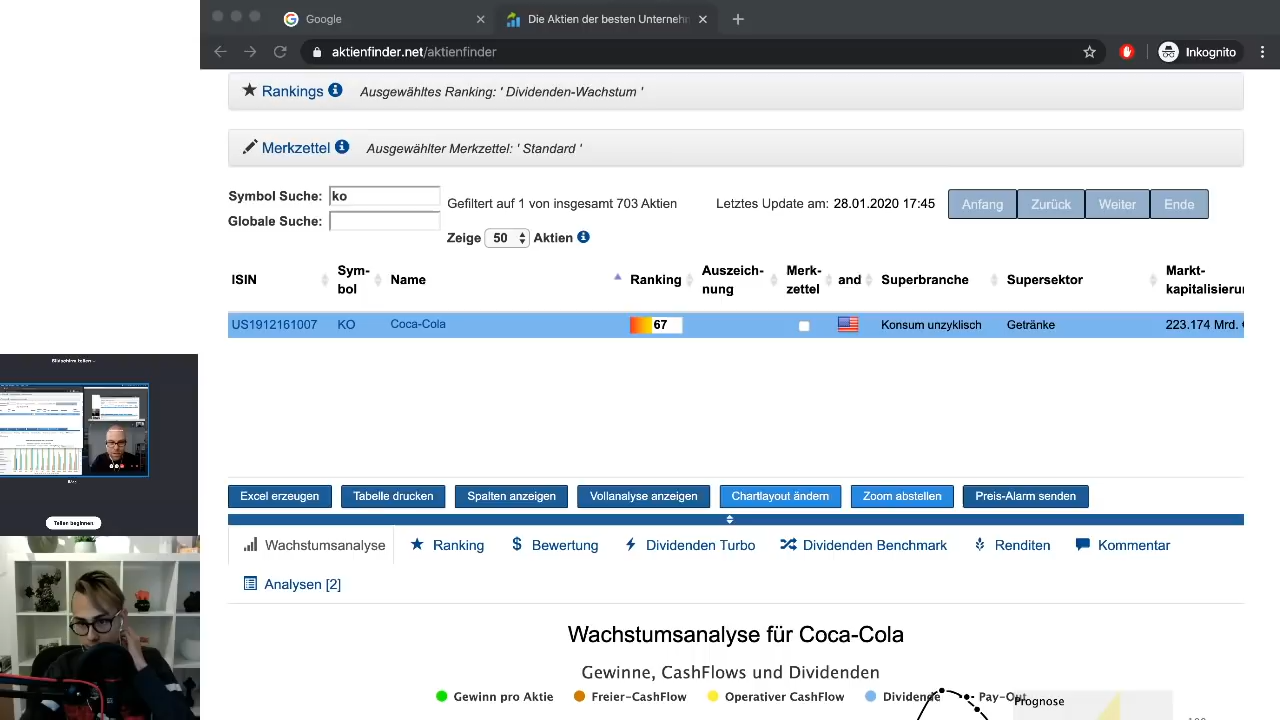 Google
Die Aktien der besten Unternehm
aktienfinder.net/aktienfinder
Inkognito
Rankings Ausgewähltes Ranking: ' Dividenden-Wachstum '
Merkzettel Ausgewählter Merkzettel: ' Standard '
Symbol Suche: ko
Globale Suche:
Gefiltert auf 1 von insgesamt 703 Aktien
Zeige 50 Aktien
Letztes Update am: 28.01.2020 17:45
Anfang Zurück Weiter Ende
ISIN
Sym-
bol
Name
Ranking
Auszeich-
nung
Merk-
zettel
and
Superbranche
Supersektor
Markt-
kapitalisieru
US1912161007 KO Coca-Cola 67 Konsum unzyklisch Getränke 223.174 Mrd.
Excel erzeugen Tabelle drucken Spalten anzeigen Vollanalyse anzeigen Chartlayout ändern Zoom abstellen Preis-Alarm senden
Wachstumsanalyse Ranking Bewertung Dividenden Turbo Dividenden Benchmark Renditen Kommentar
Analysen [2]
Wachstumsanalyse für Coca-Cola
Gewinne, CashFlows und Dividenden
Gewinn pro Aktie Freier-CashFlow Operativer CashFlow Dividende Pay-Out
Prognose
Bildschirm teilen
Teilen beginnen